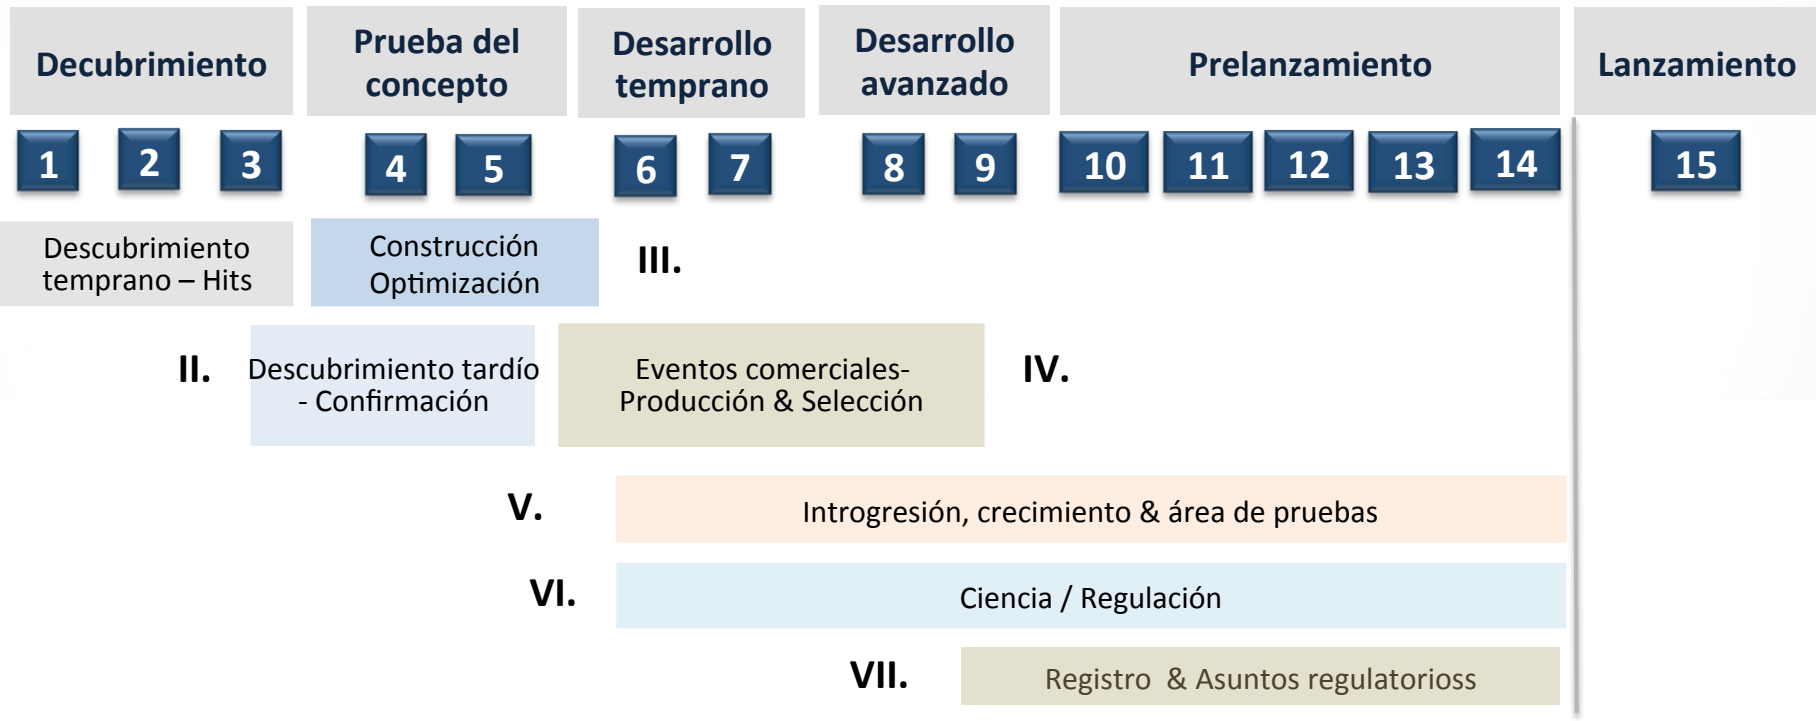 Decubrimiento
Prueba del
concepto
Desarrollo
temprano
Desarrollo
avanzado
Prelanzamiento
Lanzamiento
1 2 3 4 5 6 7 8 9 10 11 12 13 14 15
Descubrimiento
temprano – Hits
Construcción
Optimización
III.
II.
Descubrimiento tardío
- Confirmación
Eventos comerciales-
Producción & Selección
IV.
V.
Introgresión, crecimiento & área de pruebas
VI.
Ciencia / Regulación
VII.
Registro & Asuntos regulatorioss